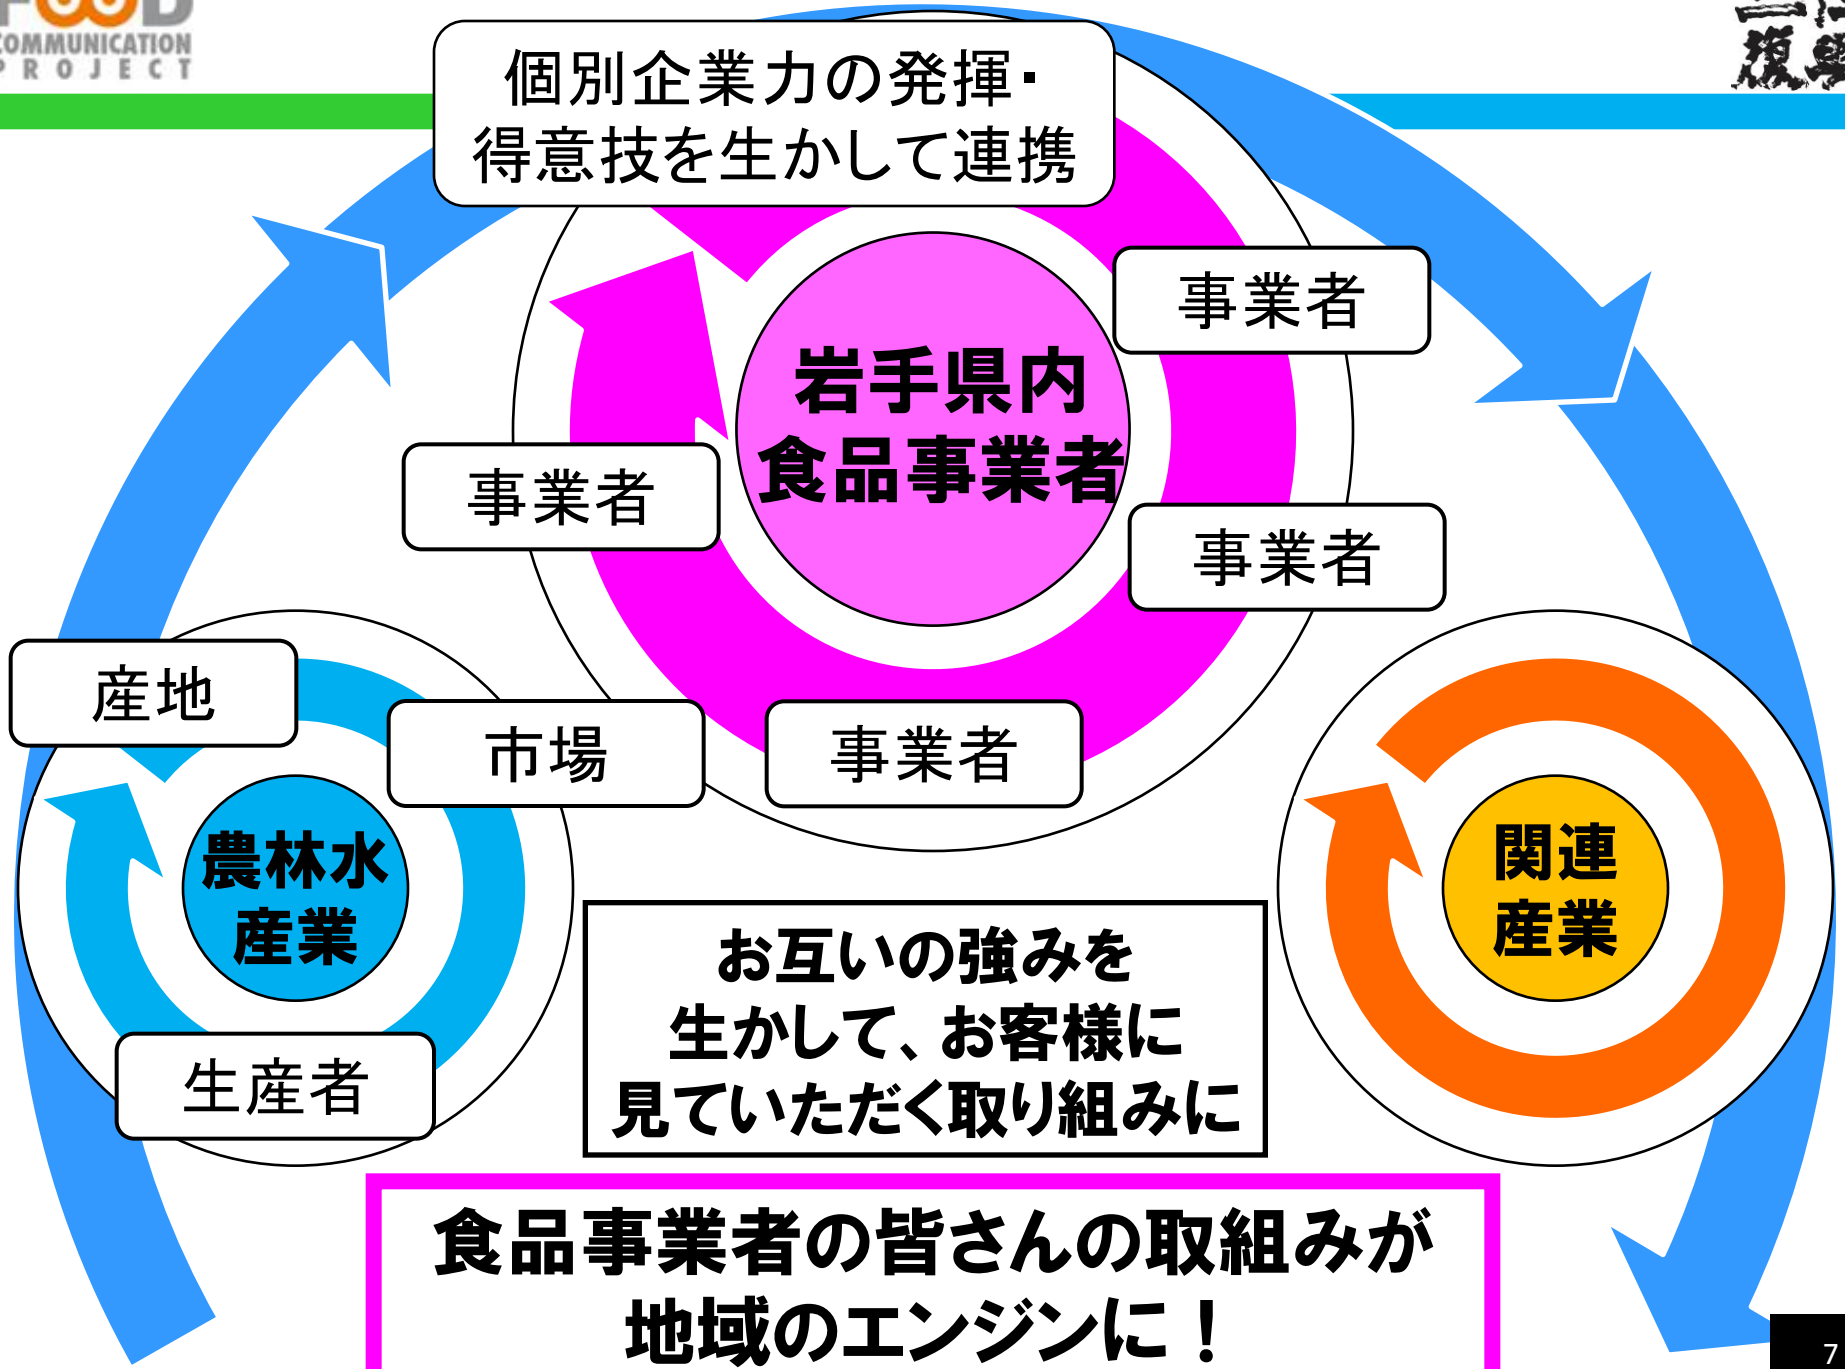 FOOD
COMMUNICATION
PROJECT
復興
個別企業力の発揮・
得意技を生かして連携
事業者
岩手県内
食品事業者
事業者
事業者
産地
市場
事業者
農林水
産業
関連
産業
お互いの強みを
生かして、お客様に
見ていただく取り組みに
生産者
食品事業者の皆さんの取組みが
地域のエンジンに！
7